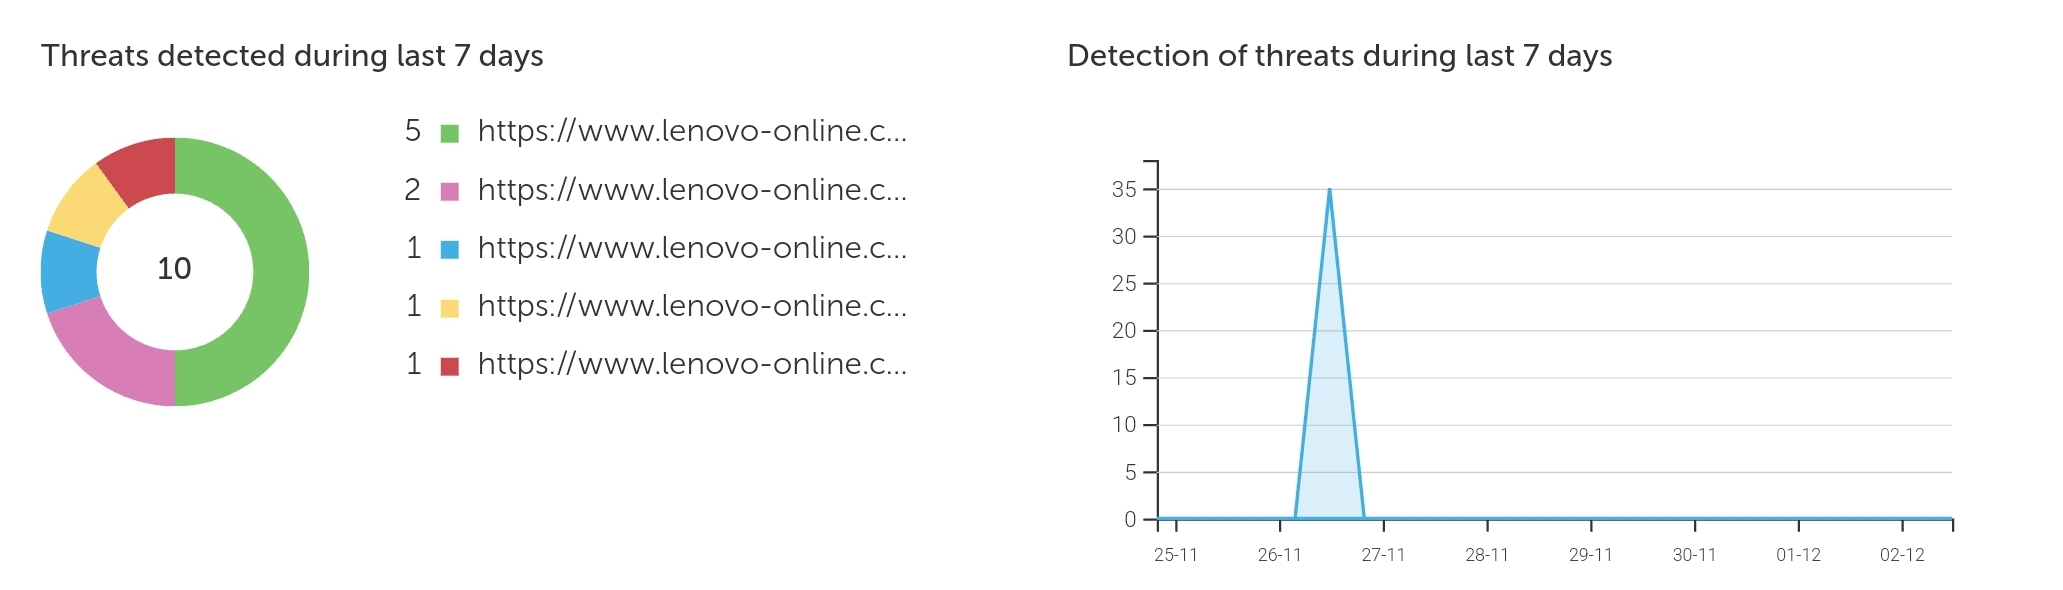 Threats detected during last 7 days
10
5 https://www.lenovo-online.c...
2 https://www.lenovo-online.c...
1 https://www.lenovo-online.c...
1 https://www.lenovo-online.c...
1 https://www.lenovo-online.c...
Detection of threats during last 7 days
35
30
25
20
15
10
5
0
25-11 26-11 27-11 28-11 29-11 30-11 01-12 02-12